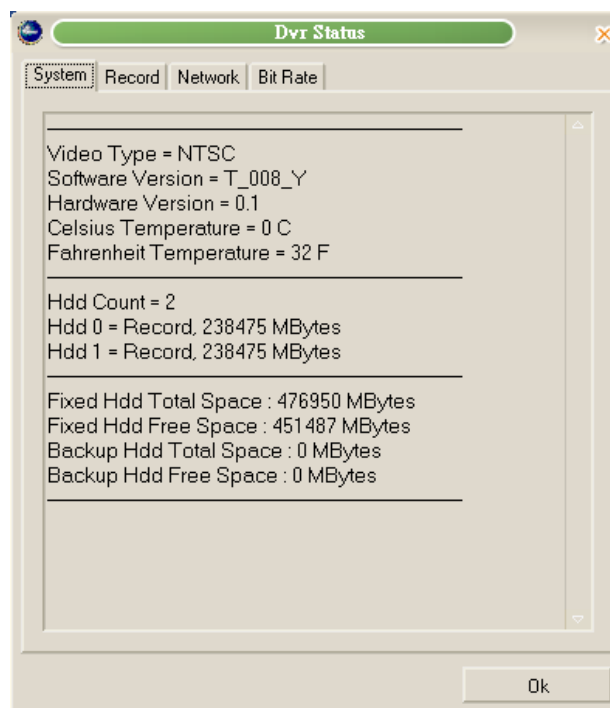 Dvr Status
System Record Network Bit Rate
Video Type = NTSC
Software Version = T_008_Y
Hardware Version = 0.1
Celsius Temperature = 0 C
Fahrenheit Temperature = 32 F
Hdd Count = 2
Hdd 0 = Record, 238475 MBytes
Hdd 1 = Record, 238475 MBytes
Fixed Hdd Total Space : 476950 MBytes
Fixed Hdd Free Space : 451487 MBytes
Backup Hdd Total Space : 0 MBytes
Backup Hdd Free Space : 0 MBytes
Ok